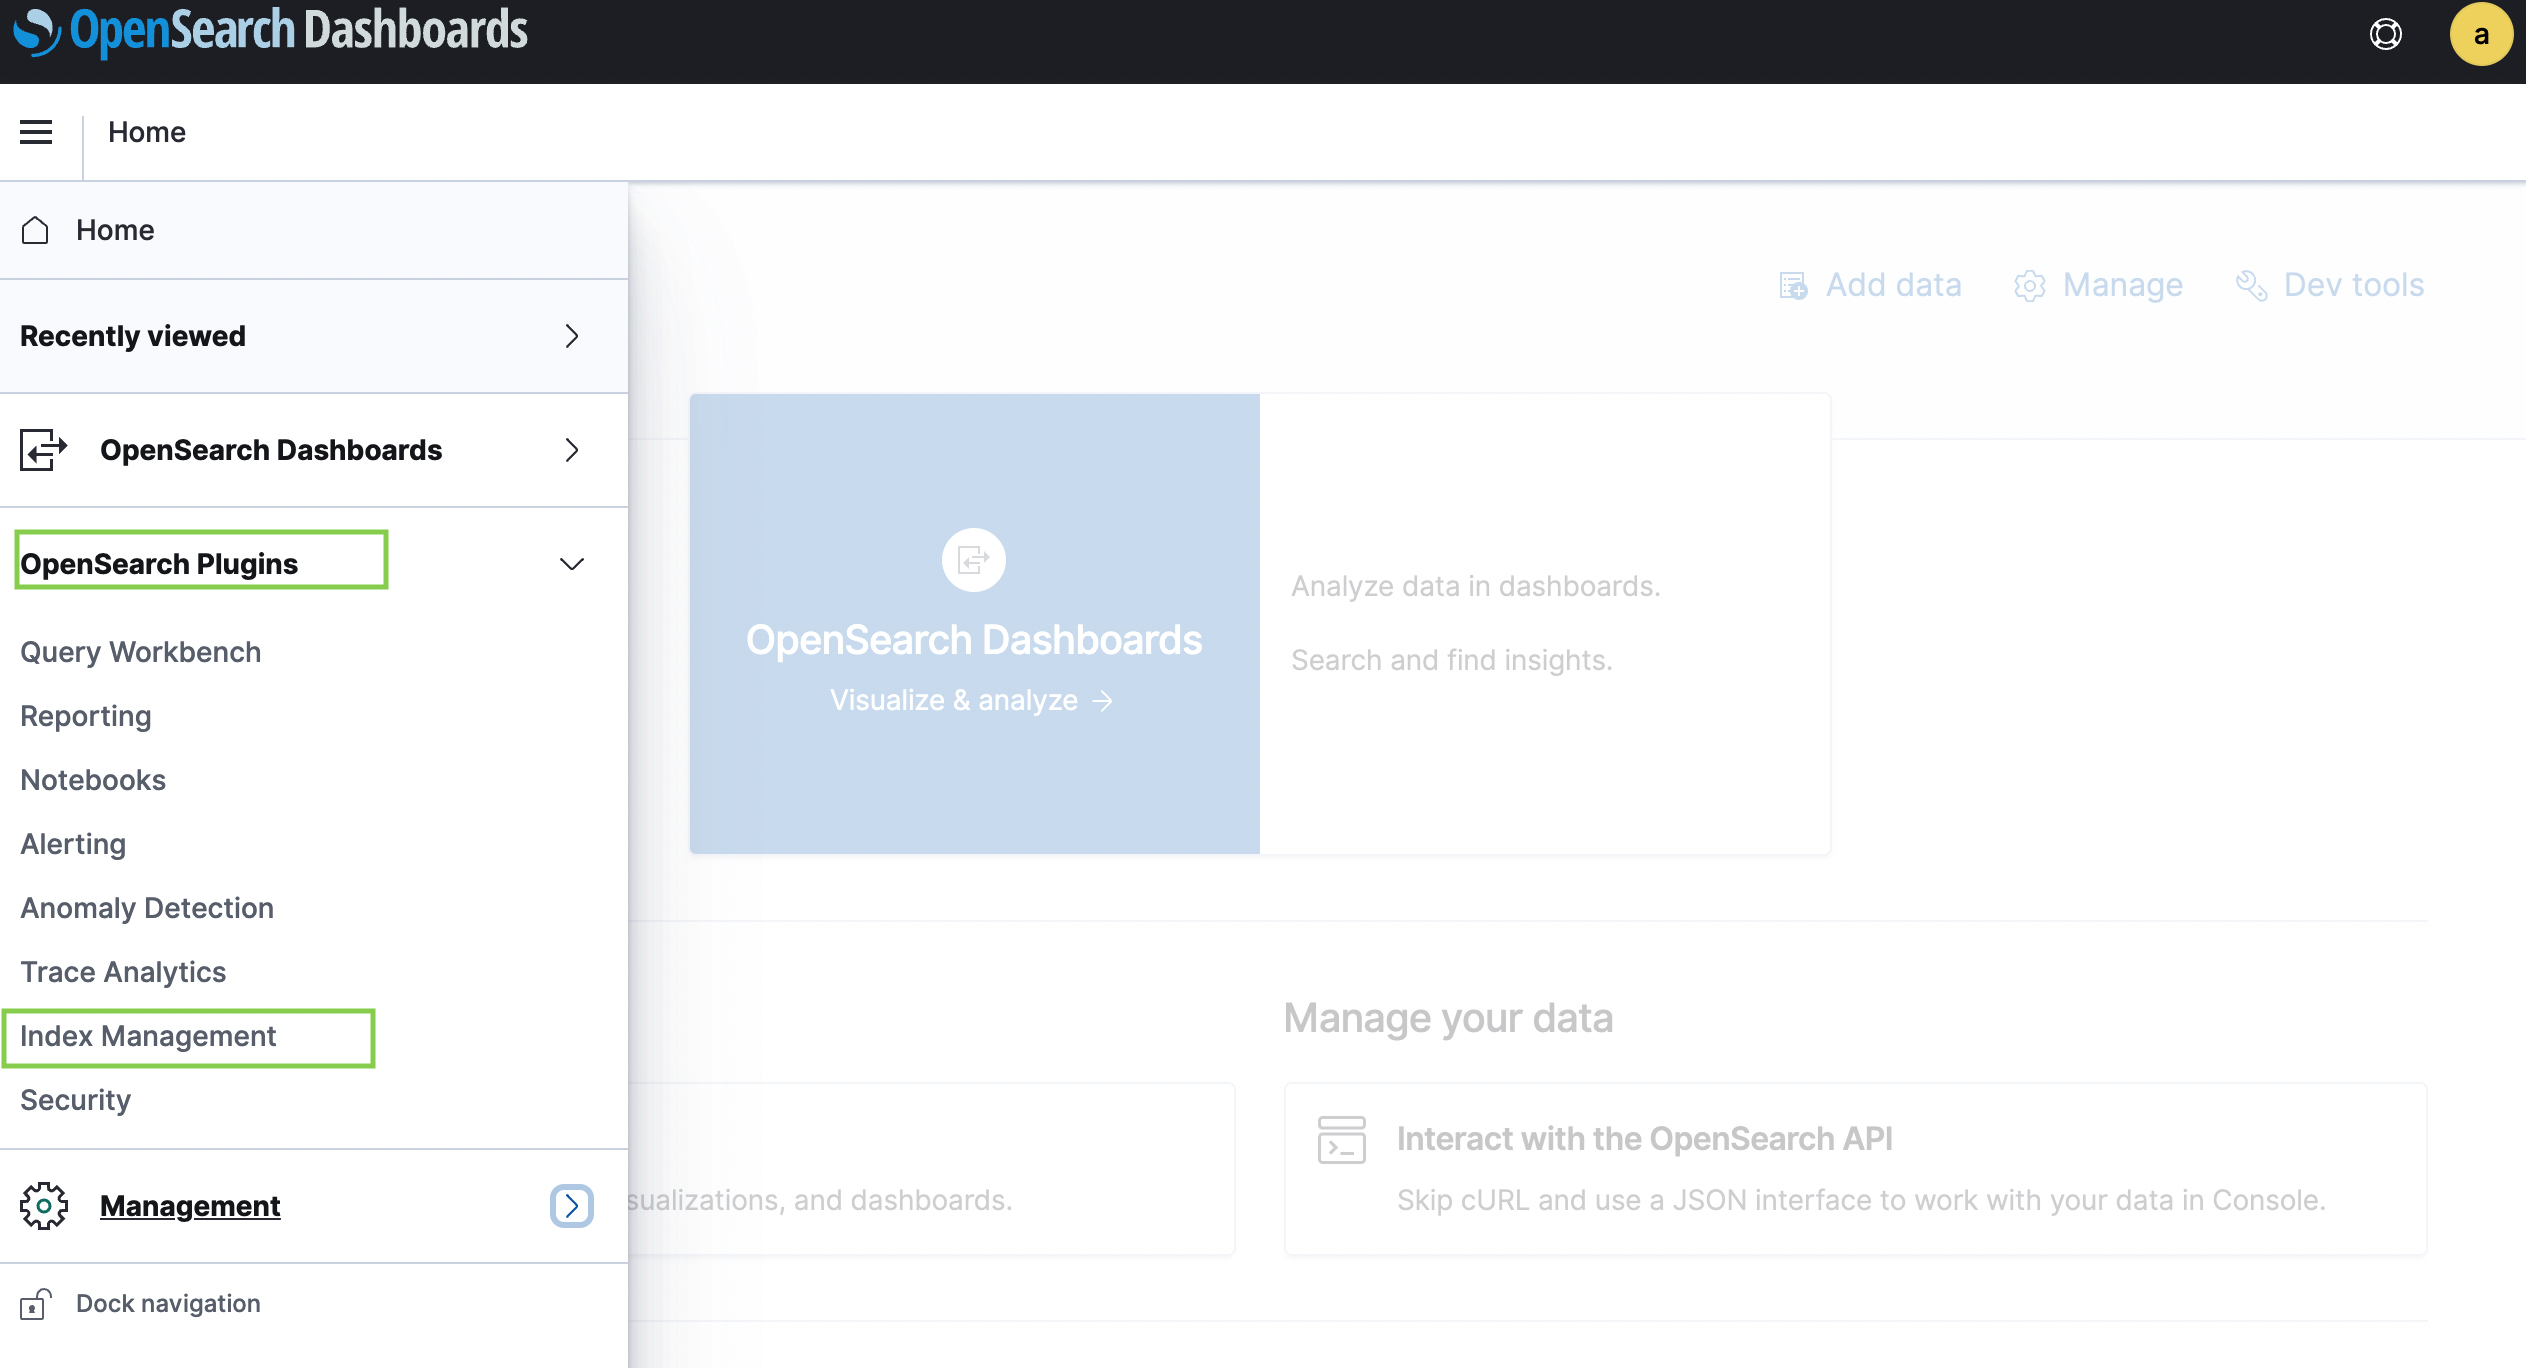 OpenSearch Dashboards
a
Home
Home
Recently viewed
OpenSearch Dashboards
OpenSearch Plugins
Query Workbench
Reporting
Notebooks
Alerting
Anomaly Detection
Trace Analytics
Index Management
Security
Management
Dock navigation
Add data
Manage
Dev tools
OpenSearch Dashboards
Visualize & analyze
Analyze data in dashboards.
Search and find insights.
Manage your data
sualizations, and dashboards.
Interact with the OpenSearch API
Skip cURL and use a JSON interface to work with your data in Console.